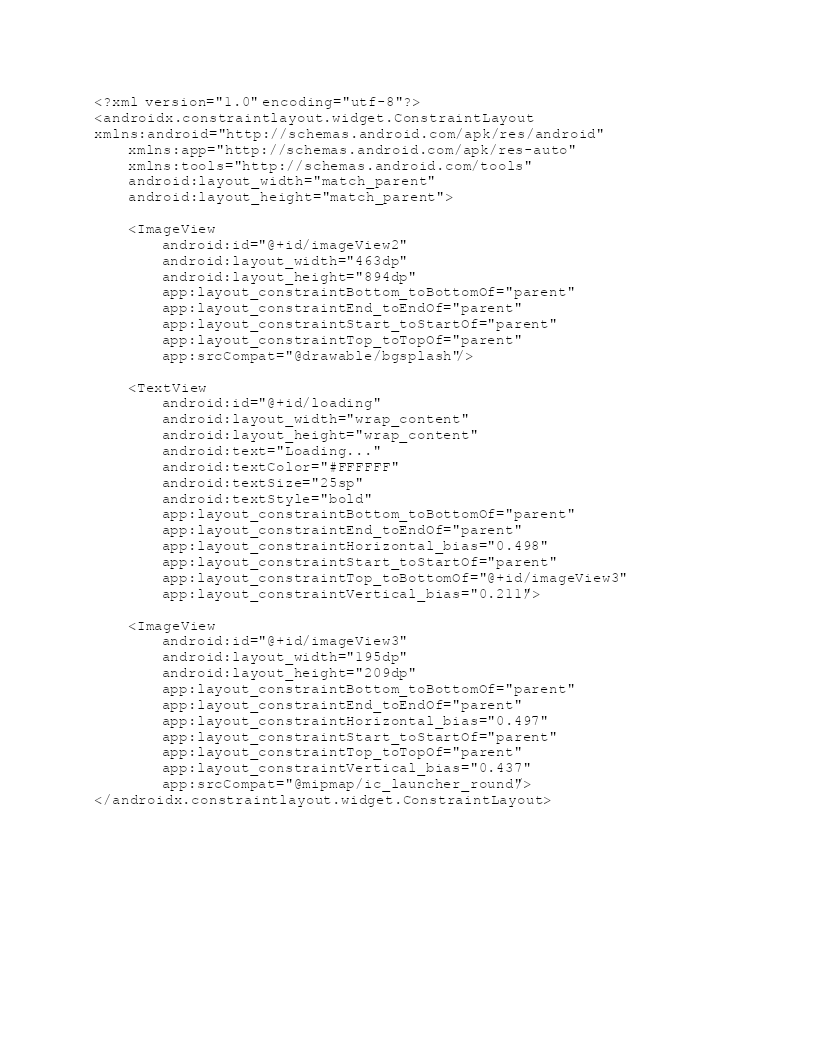 <?xml version="1.0" encoding="utf-8"?>
<androidx.constraintlayout.widget.ConstraintLayout
xmlns:android="http://schemas.android.com/apk/res/android"
    xmlns:app="http://schemas.android.com/apk/res-auto"
    xmlns:tools="http://schemas.android.com/tools"
    android:layout_width="match_parent"
    android:layout_height="match_parent">

    <ImageView
        android:id="@+id/imageView2"
        android:layout_width="463dp"
        android:layout_height="894dp"
        app:layout_constraintBottom_toBottomOf="parent"
        app:layout_constraintEnd_toEndOf="parent"
        app:layout_constraintStart_toStartOf="parent"
        app:layout_constraintTop_toTopOf="parent"
        app:srcCompat="@drawable/bgsplash"/>

    <TextView
        android:id="@+id/loading"
        android:layout_width="wrap_content"
        android:layout_height="wrap_content"
        android:text="Loading..."
        android:textColor="#FFFFFF"
        android:textSize="25sp"
        android:textStyle="bold"
        app:layout_constraintBottom_toBottomOf="parent"
        app:layout_constraintEnd_toEndOf="parent"
        app:layout_constraintHorizontal_bias="0.498"
        app:layout_constraintStart_toStartOf="parent"
        app:layout_constraintTop_toBottomOf="@+id/imageView3"
        app:layout_constraintVertical_bias="0.211"/>

    <ImageView
        android:id="@+id/imageView3"
        android:layout_width="195dp"
        android:layout_height="209dp"
        app:layout_constraintBottom_toBottomOf="parent"
        app:layout_constraintEnd_toEndOf="parent"
        app:layout_constraintHorizontal_bias="0.497"
        app:layout_constraintStart_toStartOf="parent"
        app:layout_constraintTop_toTopOf="parent"
        app:layout_constraintVertical_bias="0.437"
        app:srcCompat="@mipmap/ic_launcher_round"/>
</androidx.constraintlayout.widget.ConstraintLayout>